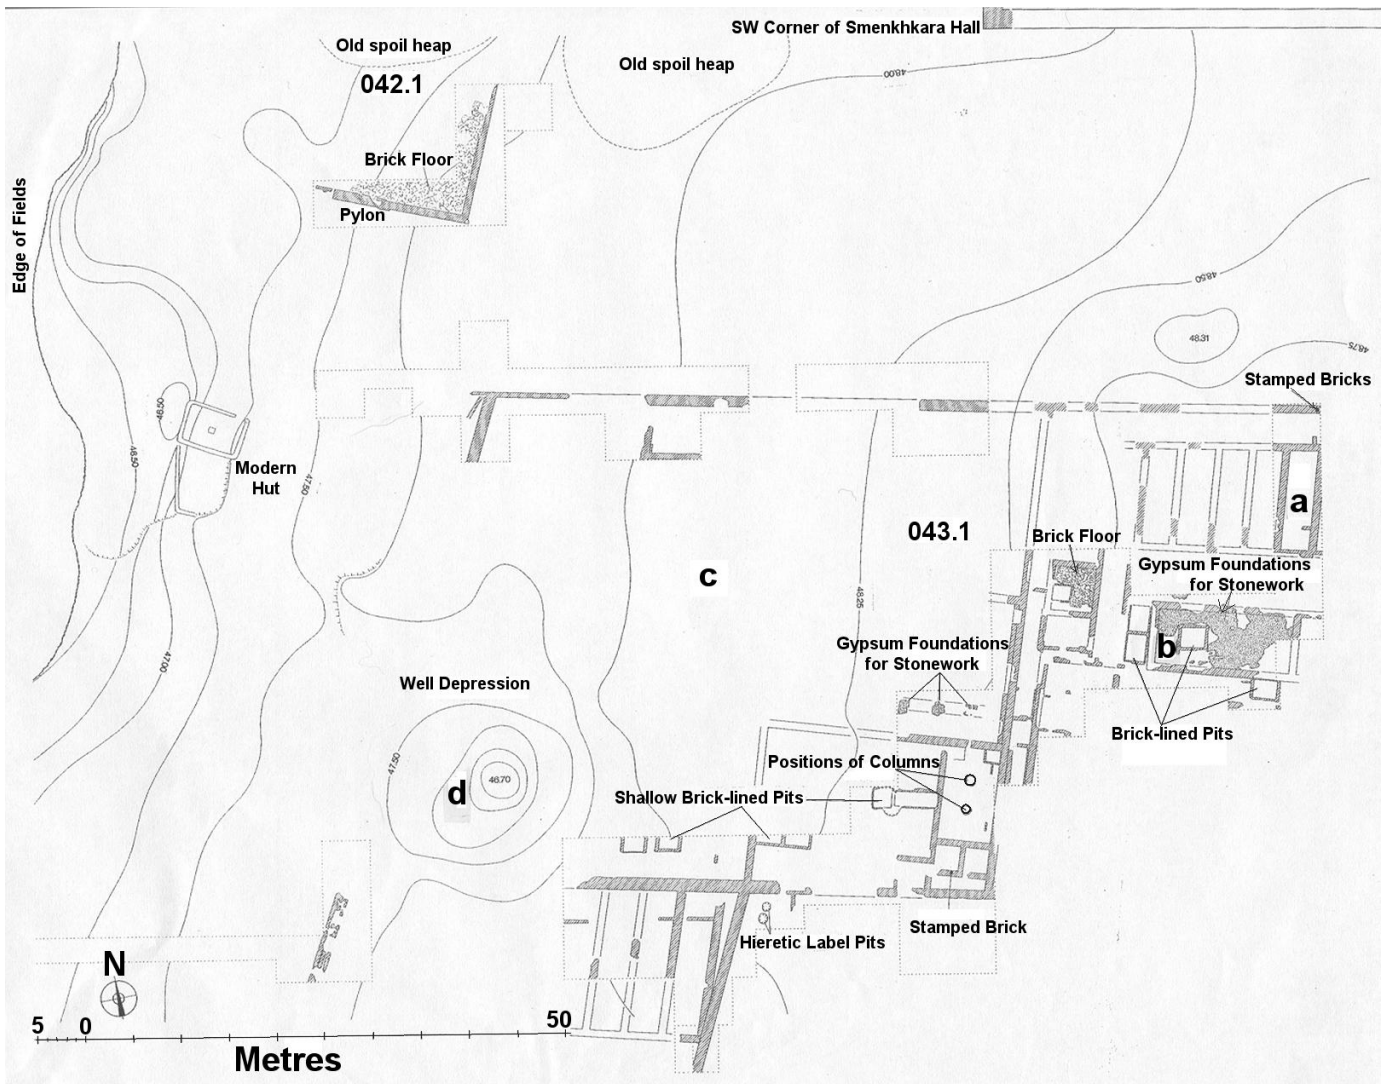 SW Corner of Smenkhkara Hall
Old spoil heap
Old spoil heap
042.1
48.00
Brick Floor
Pylon
Edge of Fields
48.50
48.31
48.75
Stamped Bricks
46.50
46.50
Modern
Hut
47.50
a
043.1
Brick Floor
Gypsum Foundations
for Stonework
c
48.25
47.00
Gypsum Foundations
for Stonework
b
Well Depression
Brick-lined Pits
47.50
46.70
d
Positions of Columns
Shallow Brick-lined Pits
Stamped Brick
Hieretic Label Pits
N
5 0 50
Metres